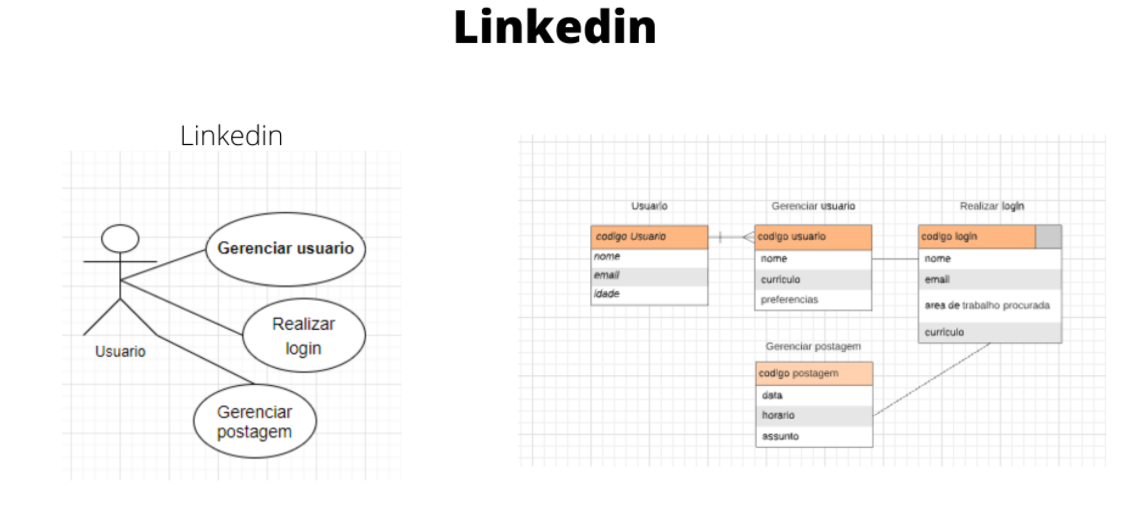 Linkedin
Linkedin
Gerenciar usuario
Realizar
login
Usuario
Gerenciar
postagem
Usuario
codigo Usuario
nome
email
idade
Gerenciar usuario
codigo usuario
nome
curriculo
preferencias
Realizar login
codigo login
nome
email
area de trabalho procurada
curriculo
Gerenciar postagem
codigo postagem
data
horario
assunto